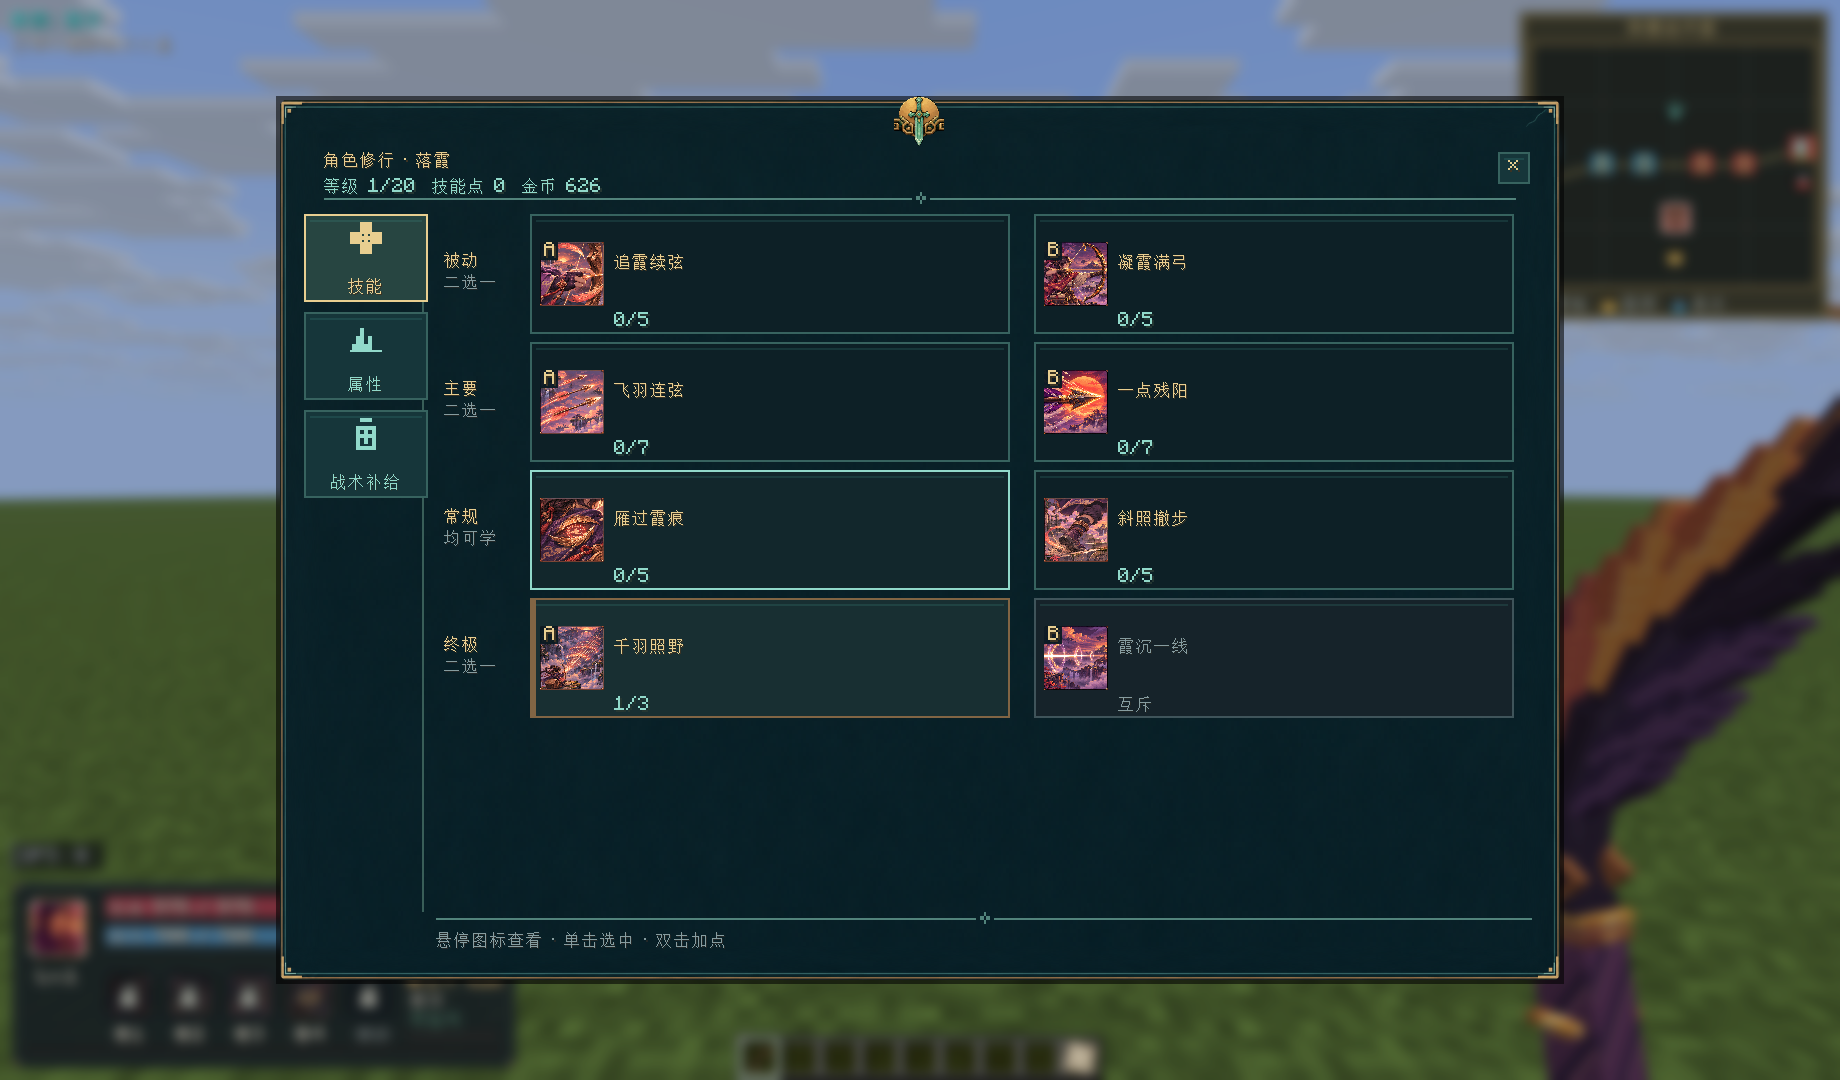 角色修行 · 落霞
等级 1/20 技能点 0 金币 626
×
技能
属性
战术补给
被动
二选一
A
追霞续弦
0/5
B
凝霞满弓
0/5
主要
二选一
A
飞羽连弦
0/7
B
一点残阳
0/7
常规
均可学
雁过霞痕
0/5
斜照撤步
0/5
终极
二选一
A
千羽照野
1/3
B
霞沉一线
互斥
悬停图标查看 · 单击选中 · 双击加点